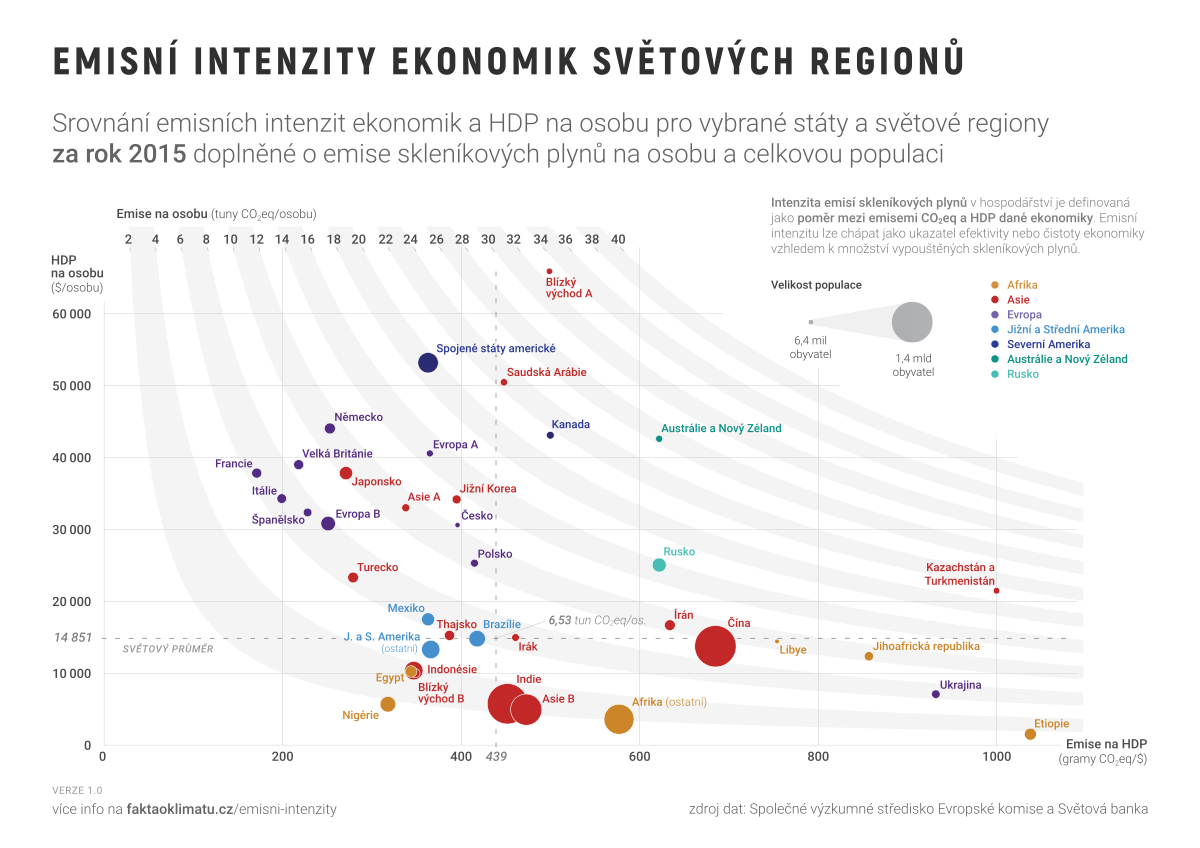 EMISNÍ INTENZITY EKONOMIK SVĚTOVÝCH REGIONŮ
Srovnání emisních intenzit ekonomik a HDP na osobu pro vybrané státy a světové regiony
za rok 2015 doplněné o emise skleníkových plynů na osobu a celkovou populaci
Intenzita emisí skleníkových plynů v hospodářství je definovaná
jako poměr mezi emisemi CO₂eq a HDP dané ekonomiky. Emisní
intenzitu lze chápat jako ukazatel efektivity nebo čistoty ekonomiky
vzhledem k množství vypouštěných skleníkových plynů.
Emise na osobu (tuny CO₂eq/osobu)
2 4 6 8 10 12 14 16 18 20 22 24 26 28 30 32 34 36 38 40
HDP
na osobu
($/osobu)
Velikost populace
6,4 mil
obyvatel
1,4 mld
obyvatel
Afrika
Asie
Evropa
Jižní a Střední Amerika
Severní Amerika
Austrálie a Nový Zéland
Rusko
60 000
50 000
40 000
30 000
20 000
14 851
10 000
0
Blízký
východ A
Spojené státy americké
Saudská Arábie
Německo
Kanada
Austrálie a Nový Zéland
Evropa A
Velká Británie
Francie
Japonsko
Itálie
Asie A
Jižní Korea
Španělsko
Evropa B
Česko
Polsko
Rusko
Turecko
Kazachstán a
Turkmenistán
Mexiko
Thajsko
Brazílie
6,53 tun CO₂eq/os.
Írán
Čína
J. a S. Amerika
(ostatní)
Irák
Libye
Jihoafrická republika
SVĚTOVÝ PRŮMĚR
Indonésie
Egypt
Blízký
východ B
Indie
Asie B
Afrika (ostatní)
Ukrajina
Nigérie
Etiopie
0
200
400
439
600
800
1000
Emise na HDP
(gramy CO₂eq/$)
VERZE 1.0
více info na faktaoklimatu.cz/emisni-intenzity
zdroj dat: Společné výzkumné středisko Evropské komise a Světová banka